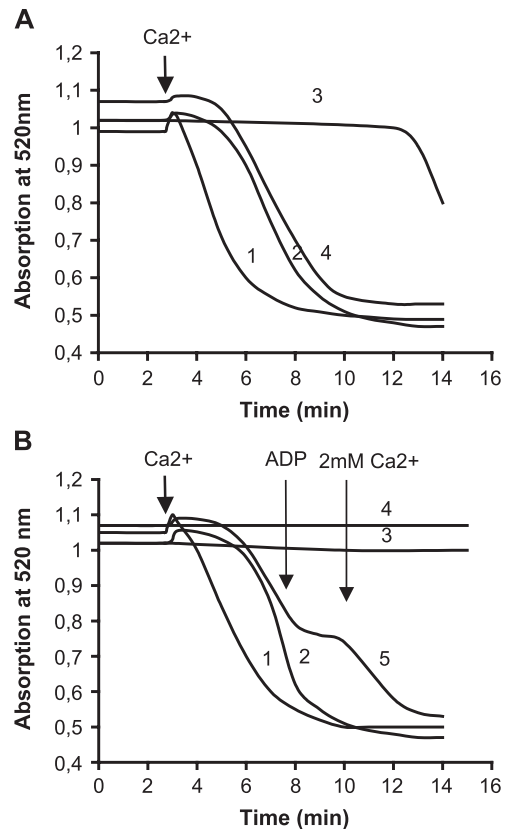 A
Ca2+
1,2
1,1
1
0,9
0,8
0,7
0,6
0,5
0,4
Absorption at 520nm
3
1
2
4
0 2 4 6 8 10 12 14 16
Time (min)
B
Ca2+ ADP 2mM Ca2+
1,2
1,1
1
0,9
0,8
0,7
0,6
0,5
0,4
Absorption at 520 nm
4
3
1
2
5
0 2 4 6 8 10 12 14 16
Time (min)